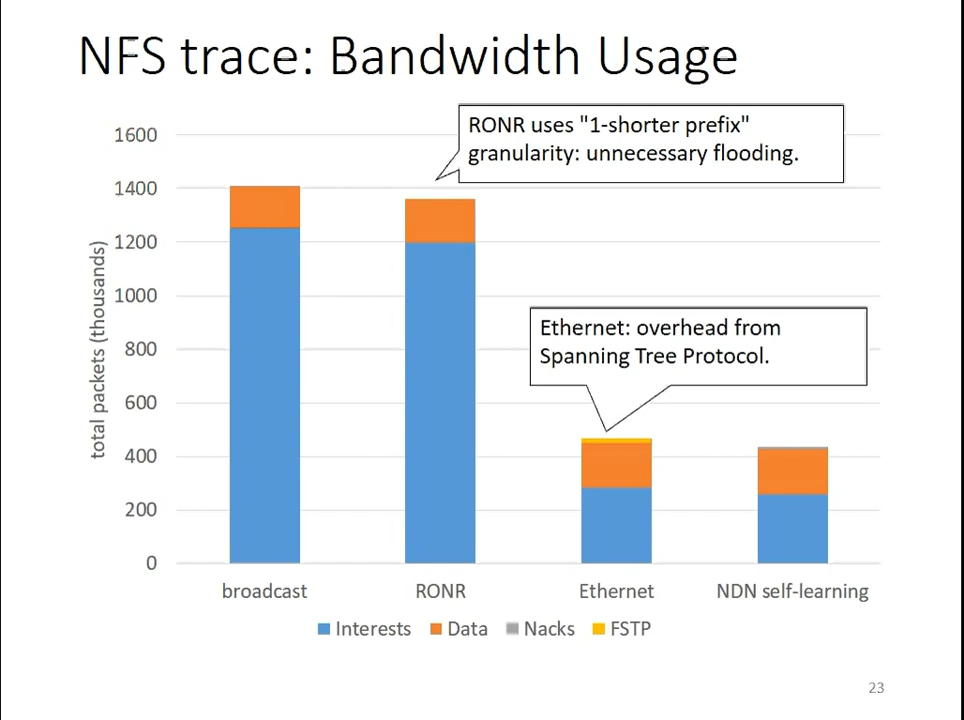 NFS trace: Bandwidth Usage
RONR uses "1-shorter prefix"
granularity: unnecessary flooding.
Ethernet: overhead from
Spanning Tree Protocol.
total packets (thousands)
1600
1400
1200
1000
800
600
400
200
0
broadcast RONR Ethernet NDN self-learning
Interests Data Nacks FSTP
23